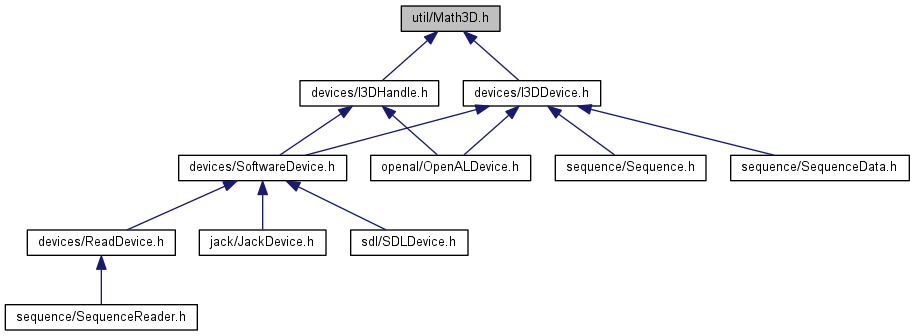 util/Math3D.h
devices/I3DHandle.h
devices/I3DDevice.h
devices/SoftwareDevice.h
openal/OpenALDevice.h
sequence/Sequence.h
sequence/SequenceData.h
devices/ReadDevice.h
jack/JackDevice.h
sdl/SDLDevice.h
sequence/SequenceReader.h